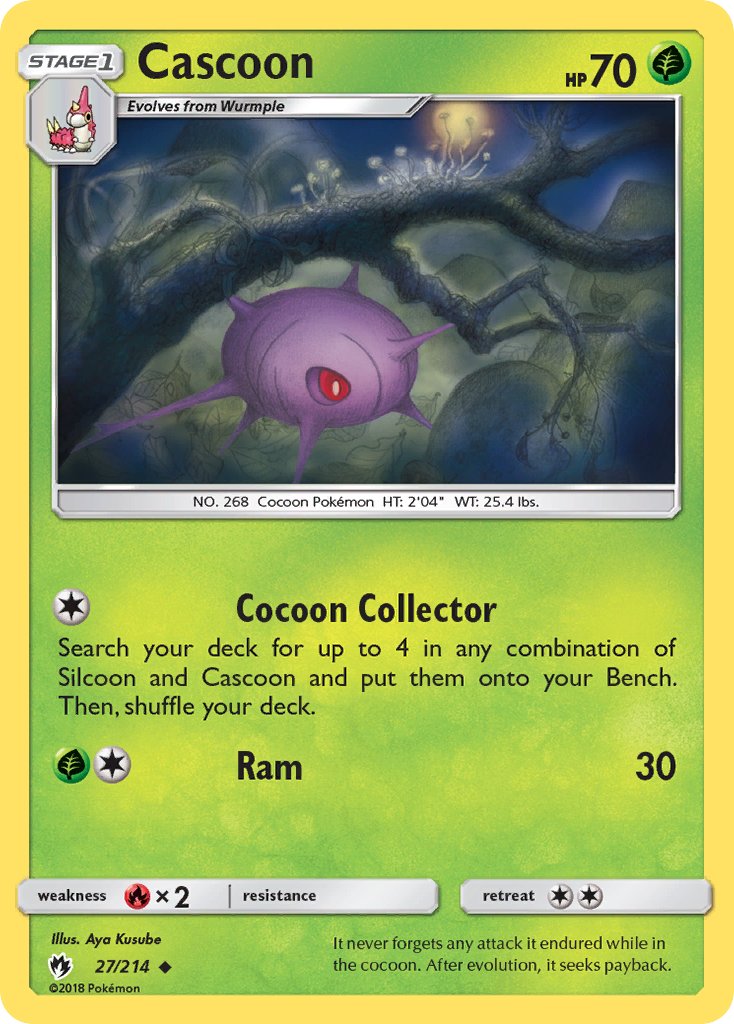 STAGE1
Cascoon
HP70
Evolves from Wurmple
NO. 268 Cocoon Pokémon HT: 2'04" WT: 25.4 lbs.
Cocoon Collector
Search your deck for up to 4 in any combination of
Silcoon and Cascoon and put them onto your Bench.
Then, shuffle your deck.
Ram 30
weakness ×2 resistance retreat
Illus. Aya Kusube
27/214
©2018 Pokémon
It never forgets any attack it endured while in
the cocoon. After evolution, it seeks payback.